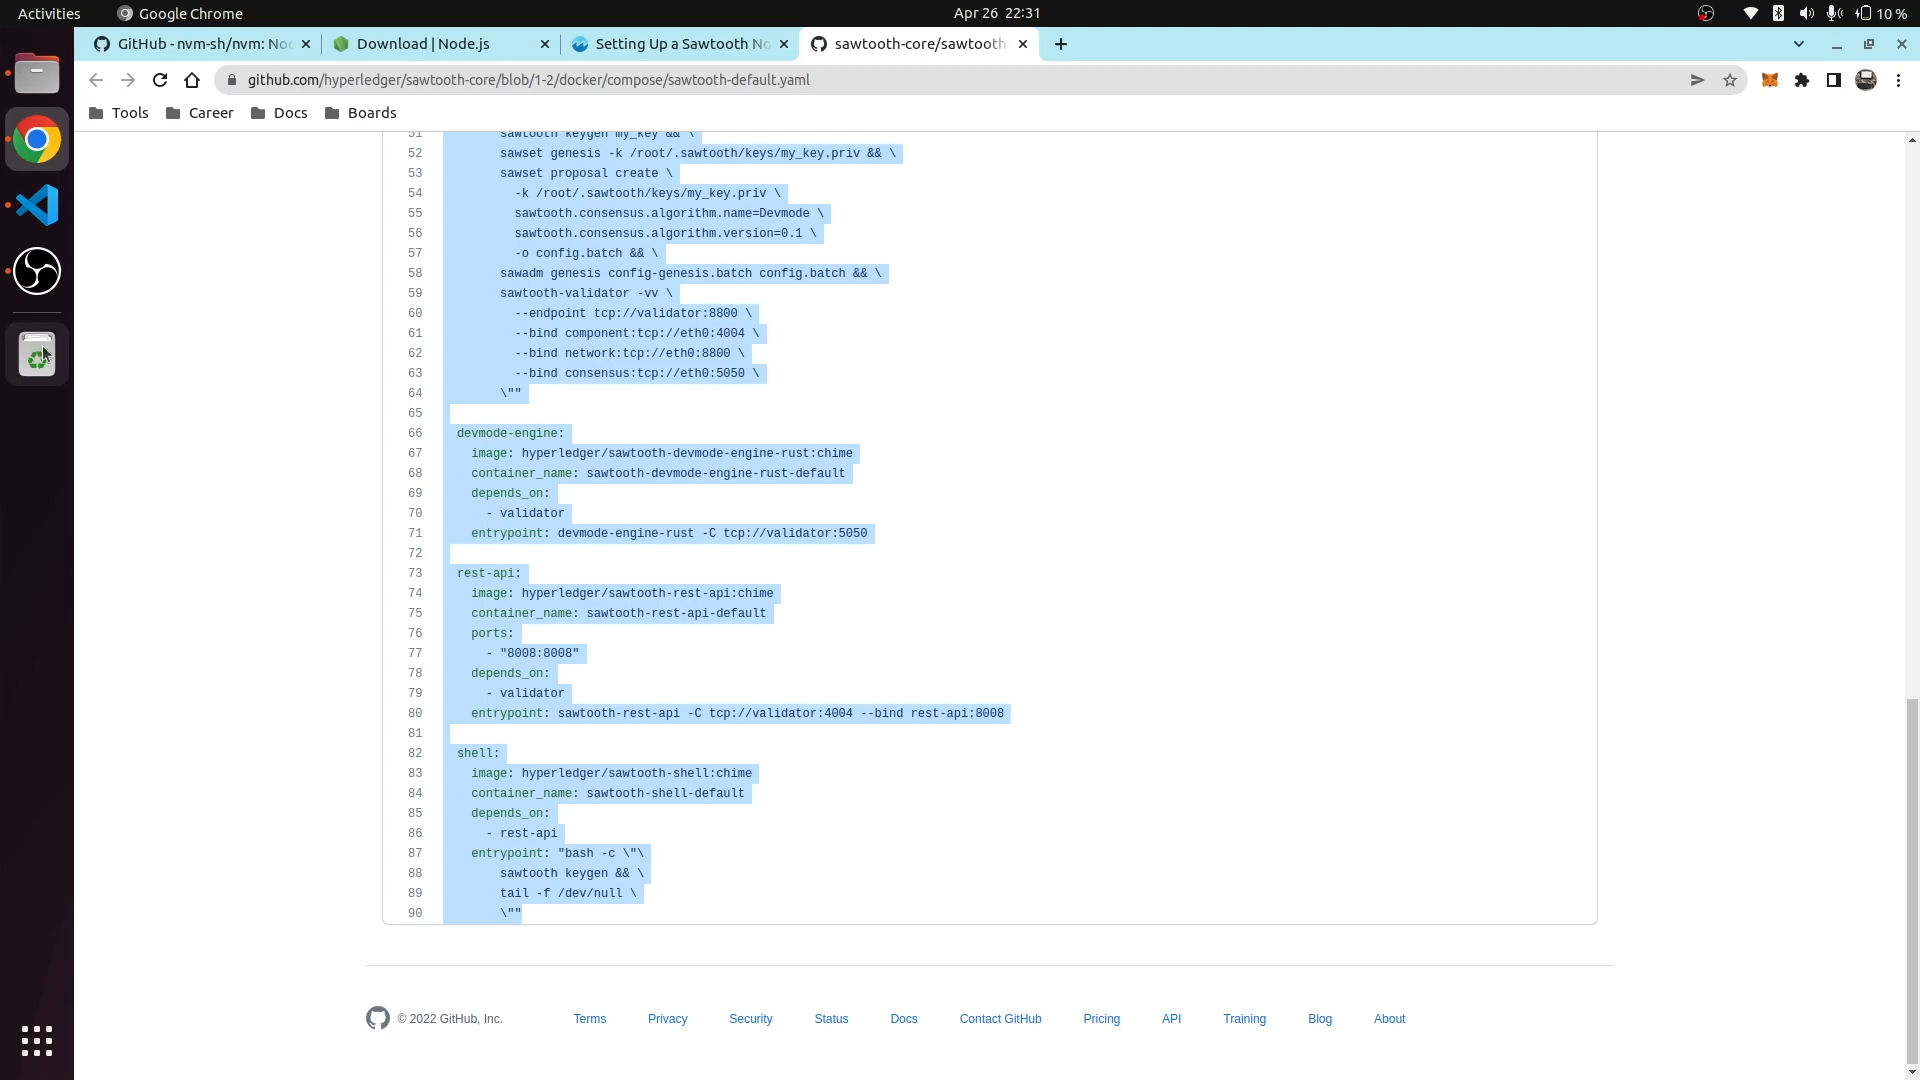 Activities
Google Chrome
Apr 26 22:31
10 %
GitHub - nvm-sh/nvm: No
Download | Node.js
Setting Up a Sawtooth No
sawtooth-core/sawtooth-
github.com/hyperledger/sawtooth-core/blob/1-2/docker/compose/sawtooth-default.yaml
Tools
Career
Docs
Boards
51 sawtooth keygen my_key && \
52 sawset genesis -k /root/.sawtooth/keys/my_key.priv && \
53 sawset proposal create \
54 -k /root/.sawtooth/keys/my_key.priv \
55 sawtooth.consensus.algorithm.name=Devmode \
56 sawtooth.consensus.algorithm.version=0.1 \
57 -o config.batch && \
58 sawadm genesis config-genesis.batch config.batch && \
59 sawtooth-validator -vv \
60 --endpoint tcp://validator:8800 \
61 --bind component:tcp://eth0:4004 \
62 --bind network:tcp://eth0:8800 \
63 --bind consensus:tcp://eth0:5050 \
64 \""
65
66 devmode-engine:
67 image: hyperledger/sawtooth-devmode-engine-rust:chime
68 container_name: sawtooth-devmode-engine-rust-default
69 depends_on:
70 - validator
71 entrypoint: devmode-engine-rust -C tcp://validator:5050
72
73 rest-api:
74 image: hyperledger/sawtooth-rest-api:chime
75 container_name: sawtooth-rest-api-default
76 ports:
77 - "8008:8008"
78 depends_on:
79 - validator
80 entrypoint: sawtooth-rest-api -C tcp://validator:4004 --bind rest-api:8008
81
82 shell:
83 image: hyperledger/sawtooth-shell:chime
84 container_name: sawtooth-shell-default
85 depends_on:
86 - rest-api
87 entrypoint: "bash -c \"\
88 sawtooth keygen && \
89 tail -f /dev/null \
90 \""
© 2022 GitHub, Inc.
Terms
Privacy
Security
Status
Docs
Contact GitHub
Pricing
API
Training
Blog
About